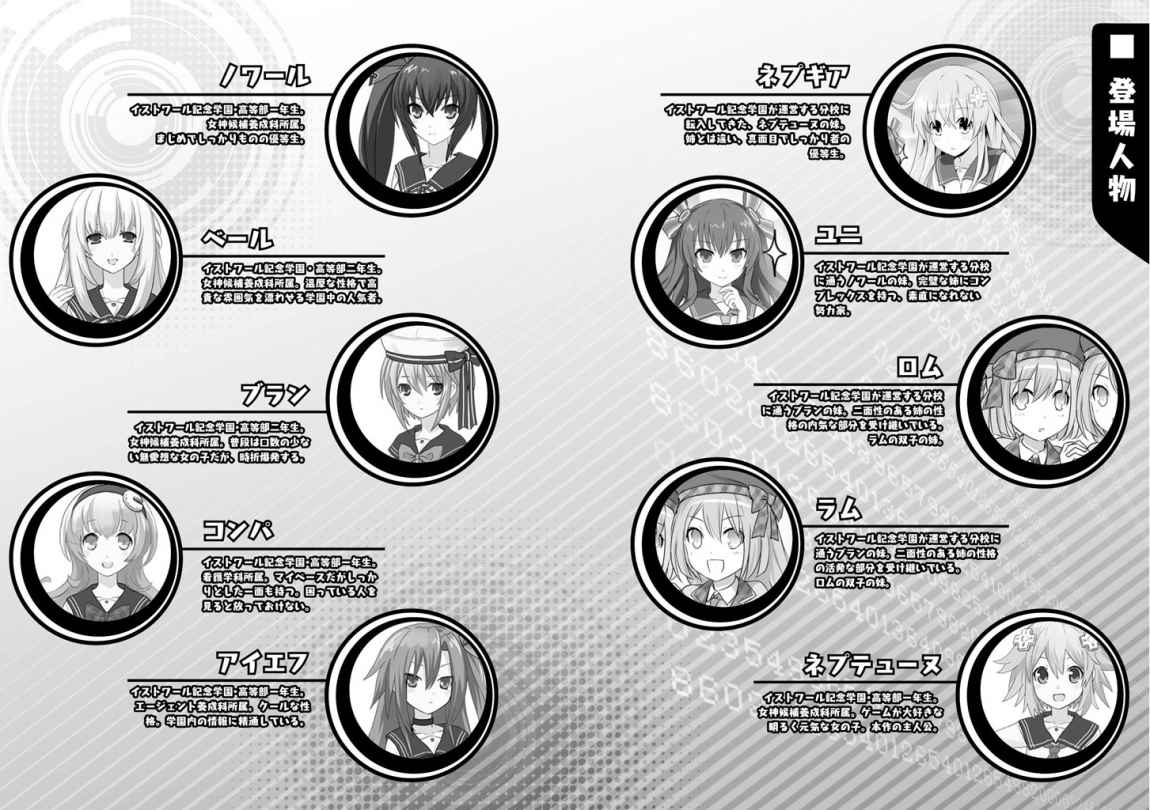 登場人物
ネプギア
イストワール記念学園が運営する分校に
転入してきた、ネプテューヌの妹。
姉とは違い、真面目でしっかり者の
優等生。
ユニ
イストワール記念学園が運営する分校
に通うノワールの妹。完璧な姉にコン
プレックスを持つ、素直になれない
努力家。
ロム
イストワール記念学園が運営する分校
に通うブランの妹。二面性のある姉の性
格の内気な部分を受け継いでいる。
ラムの双子の姉。
ラム
イストワール記念学園が運営する分校に
通うブランの妹。二面性のある姉の性格
の活発な部分を受け継いでいる。
ロムの双子の妹。
ネプテューヌ
イストワール記念学園・高等部一年生。
女神候補養成科所属。ゲームが大好きな
明るく元気な女の子。本作の主人公。
ノワール
イストワール記念学園・高等部一年生。
女神候補養成科所属。
まじめでしっかりものの優等生。
ベール
イストワール記念学園・高等部二年生。
女神候補養成科所属。温厚な性格で高
貴な雰囲気を漂わせる学園中の人気者。
ブラン
イストワール記念学園・高等部二年生。
女神候補養成科所属。普段は口数の少な
い無愛想な女の子だが、時折爆発する。
コンパ
イストワール記念学園・高等部一年生。
看護学科所属。マイペースだがしっか
りとした一面も持つ。困っている人を
見ると放っておけない。
アイエフ
イストワール記念学園・高等部一年生。
エージェント養成科所属。クールな性
格。学園内の情報に精通している。